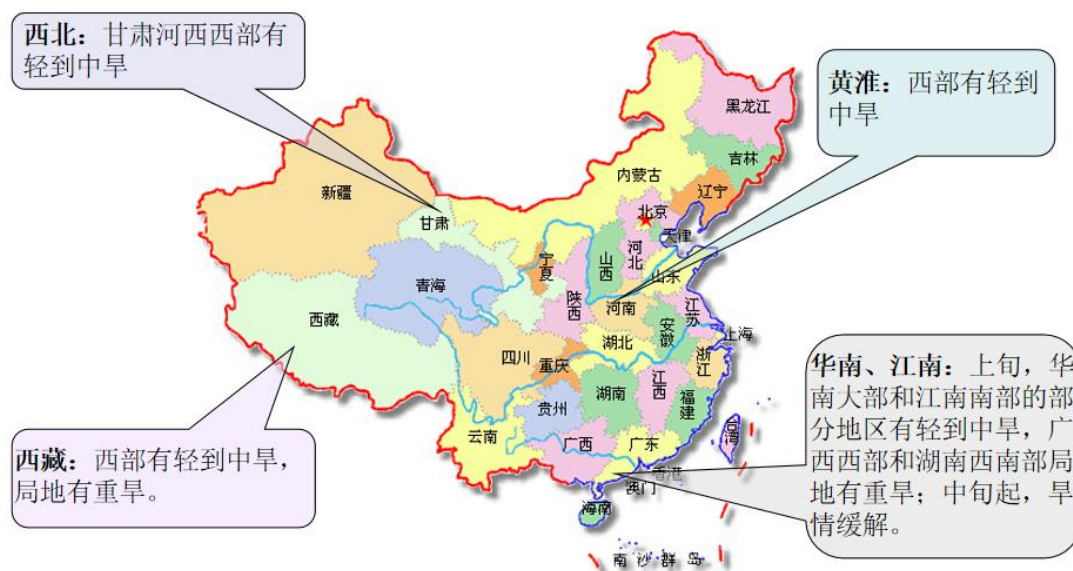 西北：甘肃河西西部有
轻到中旱
黄淮：西部有轻到
中旱
黑龙江
吉林
辽宁
内蒙古
新疆
甘肃
北京
天津
河北
山西
宁夏
青海
山东
陕西
河南
江苏
西藏
安徽
上海
四川
湖北
重庆
浙江
湖南
江西
贵州
福建
云南
广西
广东
台湾
香港
澳门
海南
南沙群岛
华南、江南：上旬，华
南大部和江南南部的部
分地区有轻到中旱，广
西西部和湖南西南部局
地有重旱；中旬起，旱
情缓解。
西藏：西部有轻到中旱，
局地有重旱。